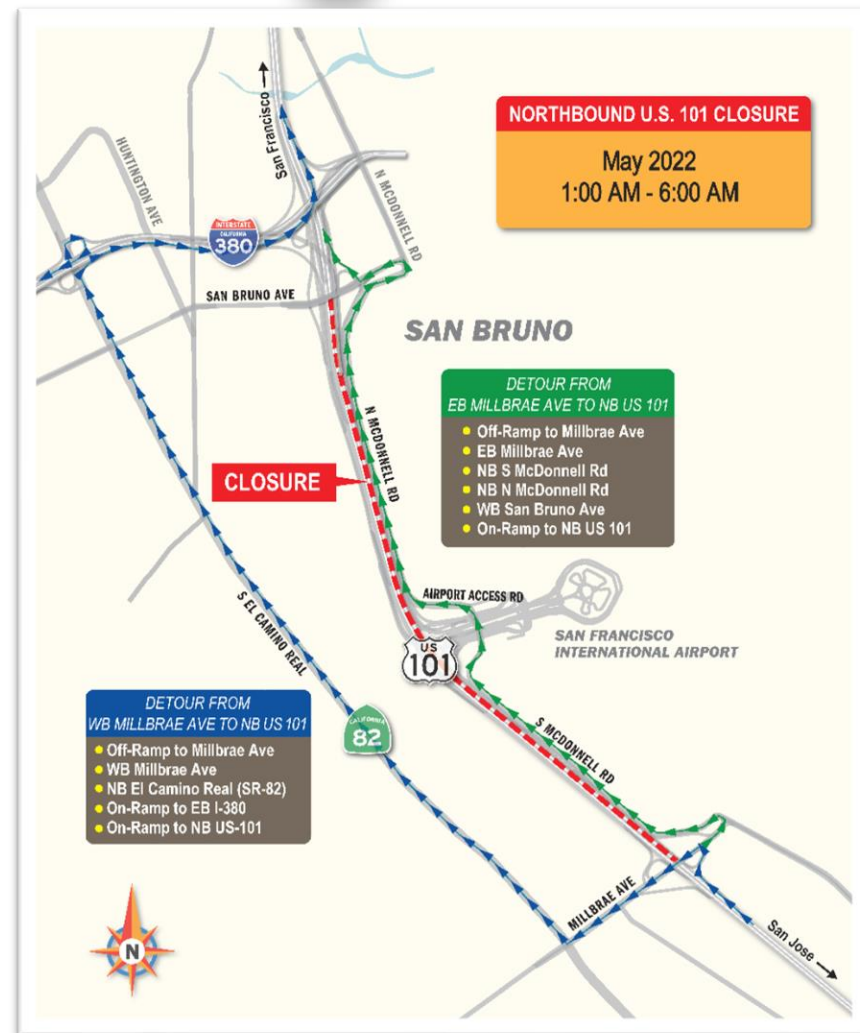 NORTHBOUND U.S. 101 CLOSURE
May 2022
1:00 AM - 6:00 AM
San Francisco
HUNTINGTON AVE
N MCDONNELL RD
INTERSTATE
CALIFORNIA
380
SAN BRUNO AVE
SAN BRUNO
DETOUR FROM
EB MILLBRAE AVE TO NB US 101
Off-Ramp to Millbrae Ave
EB Millbrae Ave
NB S McDonnell Rd
NB N McDonnell Rd
WB San Bruno Ave
On-Ramp to NB US 101
N MCDONNELL RD
CLOSURE
AIRPORT ACCESS RD
SAN FRANCISCO
INTERNATIONAL AIRPORT
US
101
S EL CAMINO REAL
DETOUR FROM
WB MILLBRAE AVE TO NB US 101
Off-Ramp to Millbrae Ave
WB Millbrae Ave
NB El Camino Real (SR-82)
On-Ramp to EB I-380
On-Ramp to NB US-101
CALIFORNIA
82
S MCDONNELL RD
MILLBRAE AVE
San Jose
N